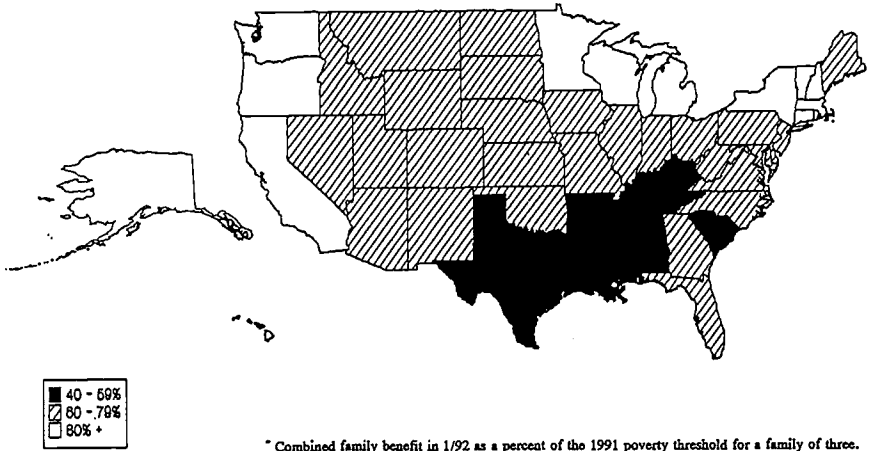 40 - 59%
60 - .79%
80% +
* Combined family benefit in 1/92 as a percent of the 1991 poverty threshold for a family of three.